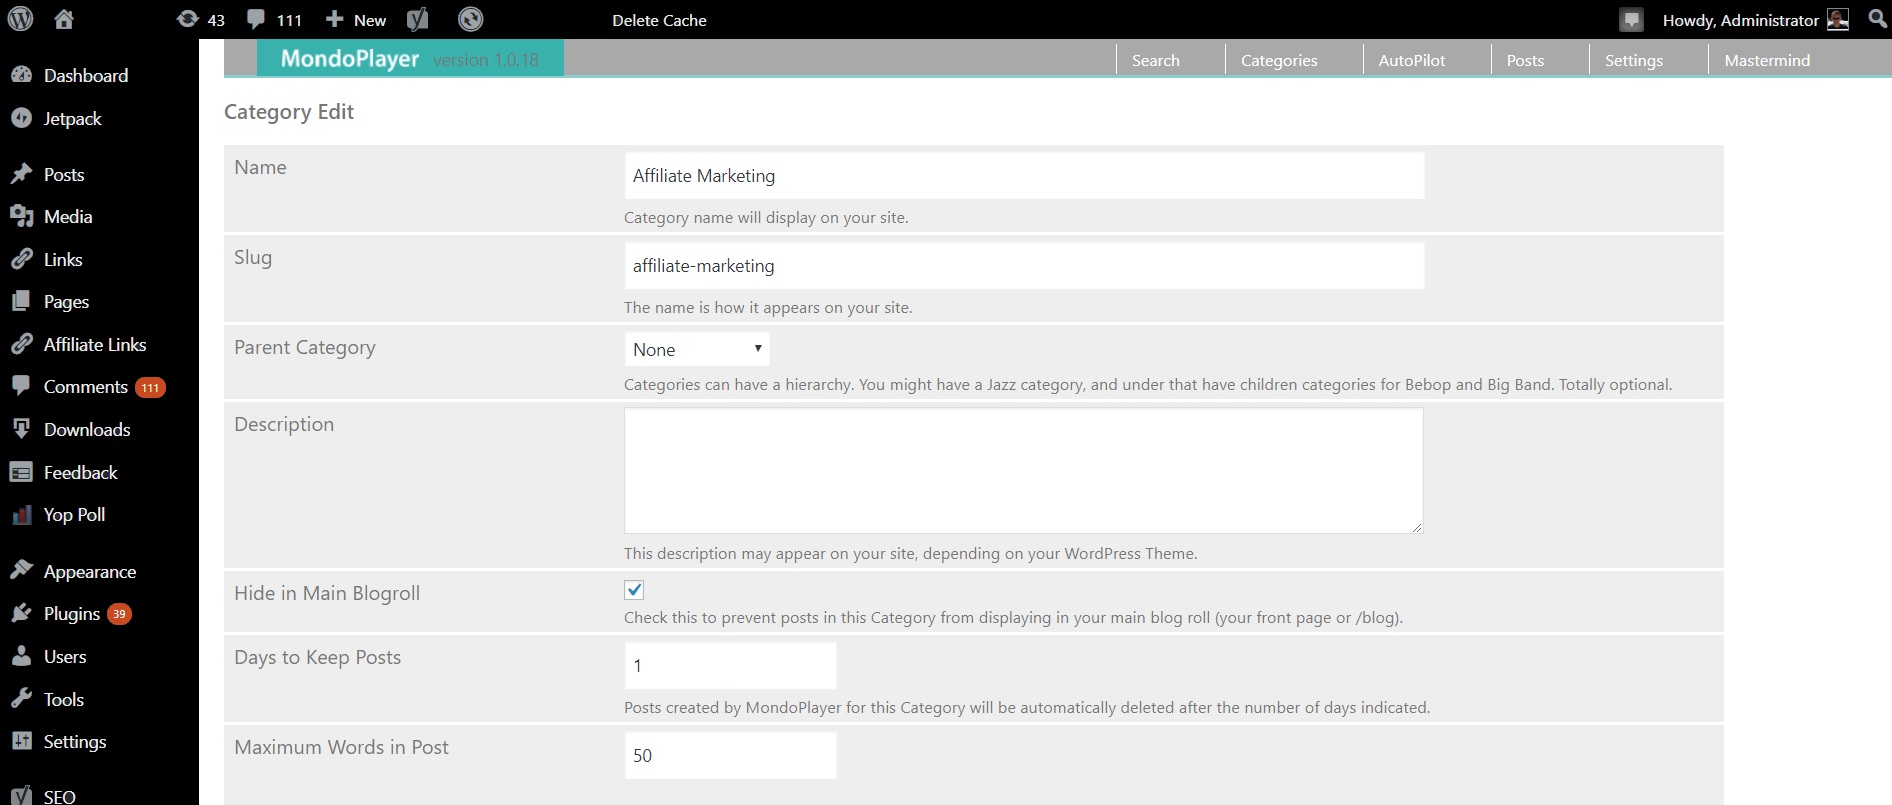 43 111 New Delete Cache Howdy, Administrator
MondoPlayer version 1.0.18 Search Categories AutoPilot Posts Settings Mastermind
Dashboard
Jetpack
Posts
Media
Links
Pages
Affiliate Links
Comments 111
Downloads
Feedback
Yop Poll
Appearance
Plugins 39
Users
Tools
Settings
SEO
Category Edit
Name
Affiliate Marketing
Category name will display on your site.
Slug
affiliate-marketing
The name is how it appears on your site.
Parent Category
None
Categories can have a hierarchy. You might have a Jazz category, and under that have children categories for Bebop and Big Band. Totally optional.
Description
This description may appear on your site, depending on your WordPress Theme.
Hide in Main Blogroll
Check this to prevent posts in this Category from displaying in your main blog roll (your front page or /blog).
Days to Keep Posts
1
Posts created by MondoPlayer for this Category will be automatically deleted after the number of days indicated.
Maximum Words in Post
50